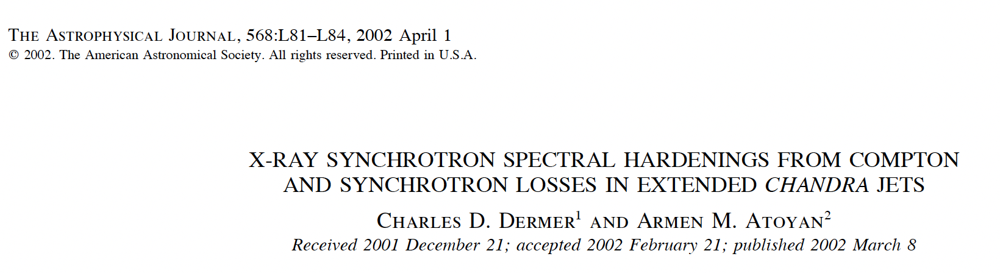 THE ASTROPHYSICAL JOURNAL, 568:L81–L84, 2002 April 1
© 2002. The American Astronomical Society. All rights reserved. Printed in U.S.A.
X-RAY SYNCHROTRON SPECTRAL HARDENINGS FROM COMPTON
AND SYNCHROTRON LOSSES IN EXTENDED CHANDRA JETS
CHARLES D. DERMER¹ AND ARMEN M. ATOYAN²
Received 2001 December 21; accepted 2002 February 21; published 2002 March 8